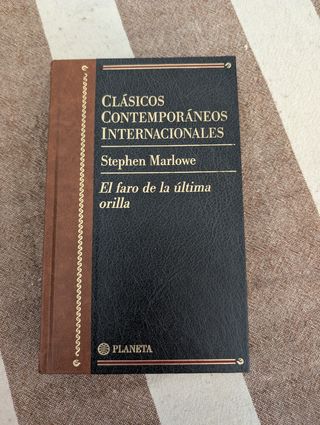 CLÁSICOS
CONTEMPORÁNEOS
INTERNACIONALES
Stephen Marlowe
El faro de la última
orilla
PLANETA